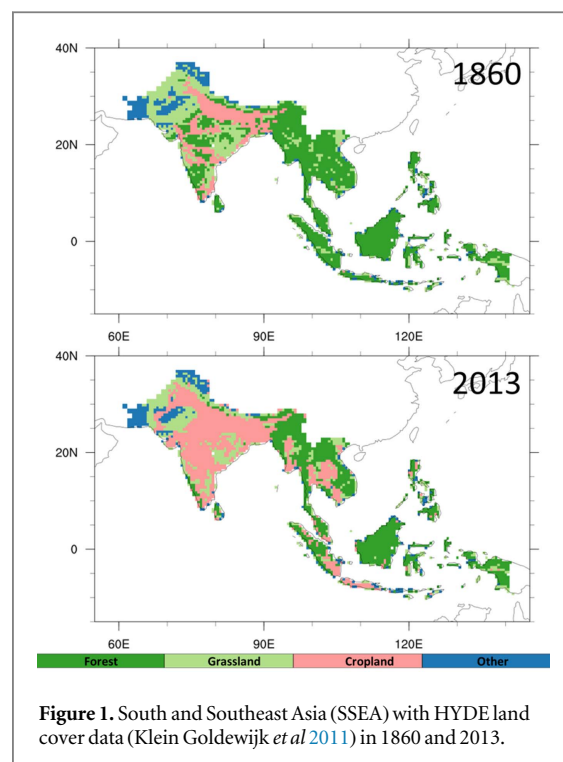 40N
1860
20N
0
60E 90E 120E
40N
2013
20N
0
60E 90E 120E
Forest Grassland Cropland Other
Figure 1. South and Southeast Asia (SSEA) with HYDE land
cover data (Klein Goldewijk et al 2011) in 1860 and 2013.